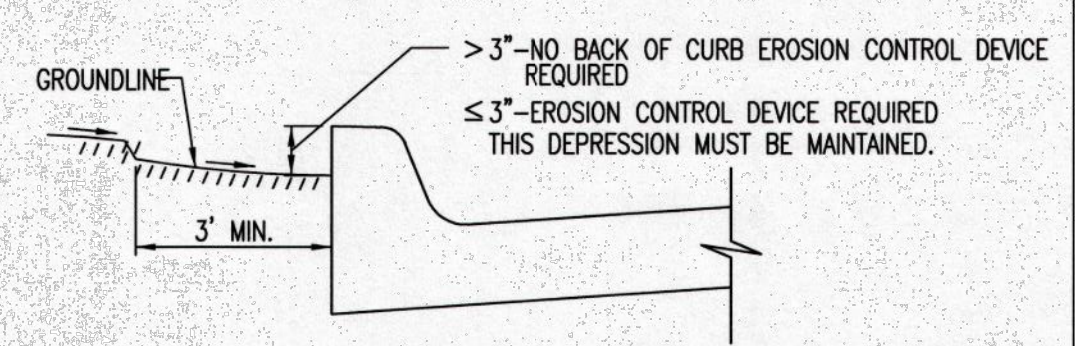 > 3"-NO BACK OF CURB EROSION CONTROL DEVICE
REQUIRED
≤ 3"-EROSION CONTROL DEVICE REQUIRED
THIS DEPRESSION MUST BE MAINTAINED.
GROUNDLINE
3' MIN.